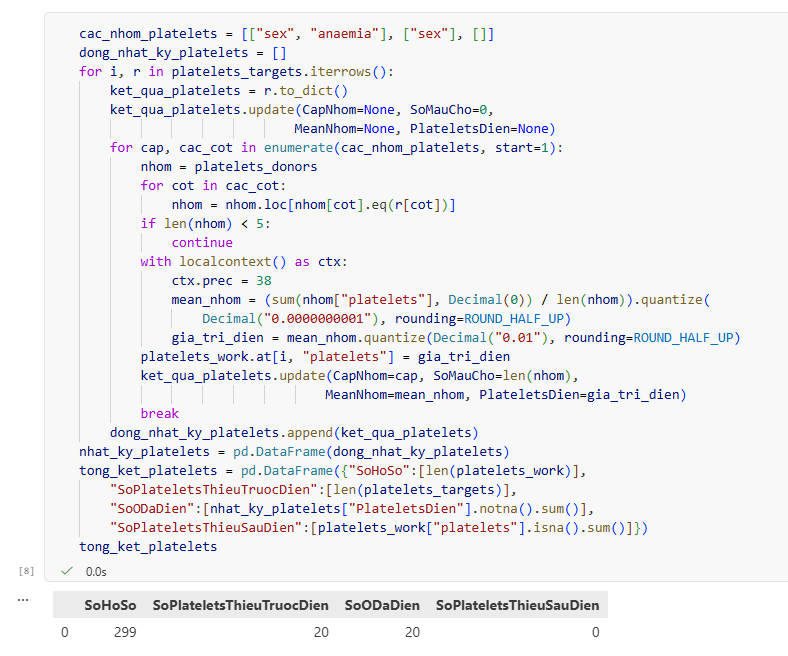 cac_nhom_platelets = [["sex", "anaemia"], ["sex"], []]
dong_nhat_ky_platelets = []
for i, r in platelets_targets.iterrows():
    ket_qua_platelets = r.to_dict()
    ket_qua_platelets.update(CapNhom=None, SoMauCho=0,
                            MeanNhom=None, PlateletsDien=None)
    for cap, cac_cot in enumerate(cac_nhom_platelets, start=1):
        nhom = platelets_donors
        for cot in cac_cot:
            nhom = nhom.loc[nhom[cot].eq(r[cot])]
        if len(nhom) < 5:
            continue
        with localcontext() as ctx:
            ctx.prec = 38
            mean_nhom = (sum(nhom["platelets"], Decimal(0)) / len(nhom)).quantize(
                Decimal("0.0000000001"), rounding=ROUND_HALF_UP)
            gia_tri_dien = mean_nhom.quantize(Decimal("0.01"), rounding=ROUND_HALF_UP)
        platelets_work.at[i, "platelets"] = gia_tri_dien
        ket_qua_platelets.update(CapNhom=cap, SoMauCho=len(nhom),
                                MeanNhom=mean_nhom, PlateletsDien=gia_tri_dien)
        break
    dong_nhat_ky_platelets.append(ket_qua_platelets)
nhat_ky_platelets = pd.DataFrame(dong_nhat_ky_platelets)
tong_ket_platelets = pd.DataFrame({"SoHoSo":[len(platelets_work)],
    "SoPlateletsThieuTruocDien":[len(platelets_targets)],
    "SoODaDien":[nhat_ky_platelets["PlateletsDien"].notna().sum()],
    "SoPlateletsThieuSauDien":[platelets_work["platelets"].isna().sum()]})
tong_ket_platelets
[8] ✓ 0.0s
...
SoHoSo SoPlateletsThieuTruocDien SoODaDien SoPlateletsThieuSauDien
0 299 20 20 0